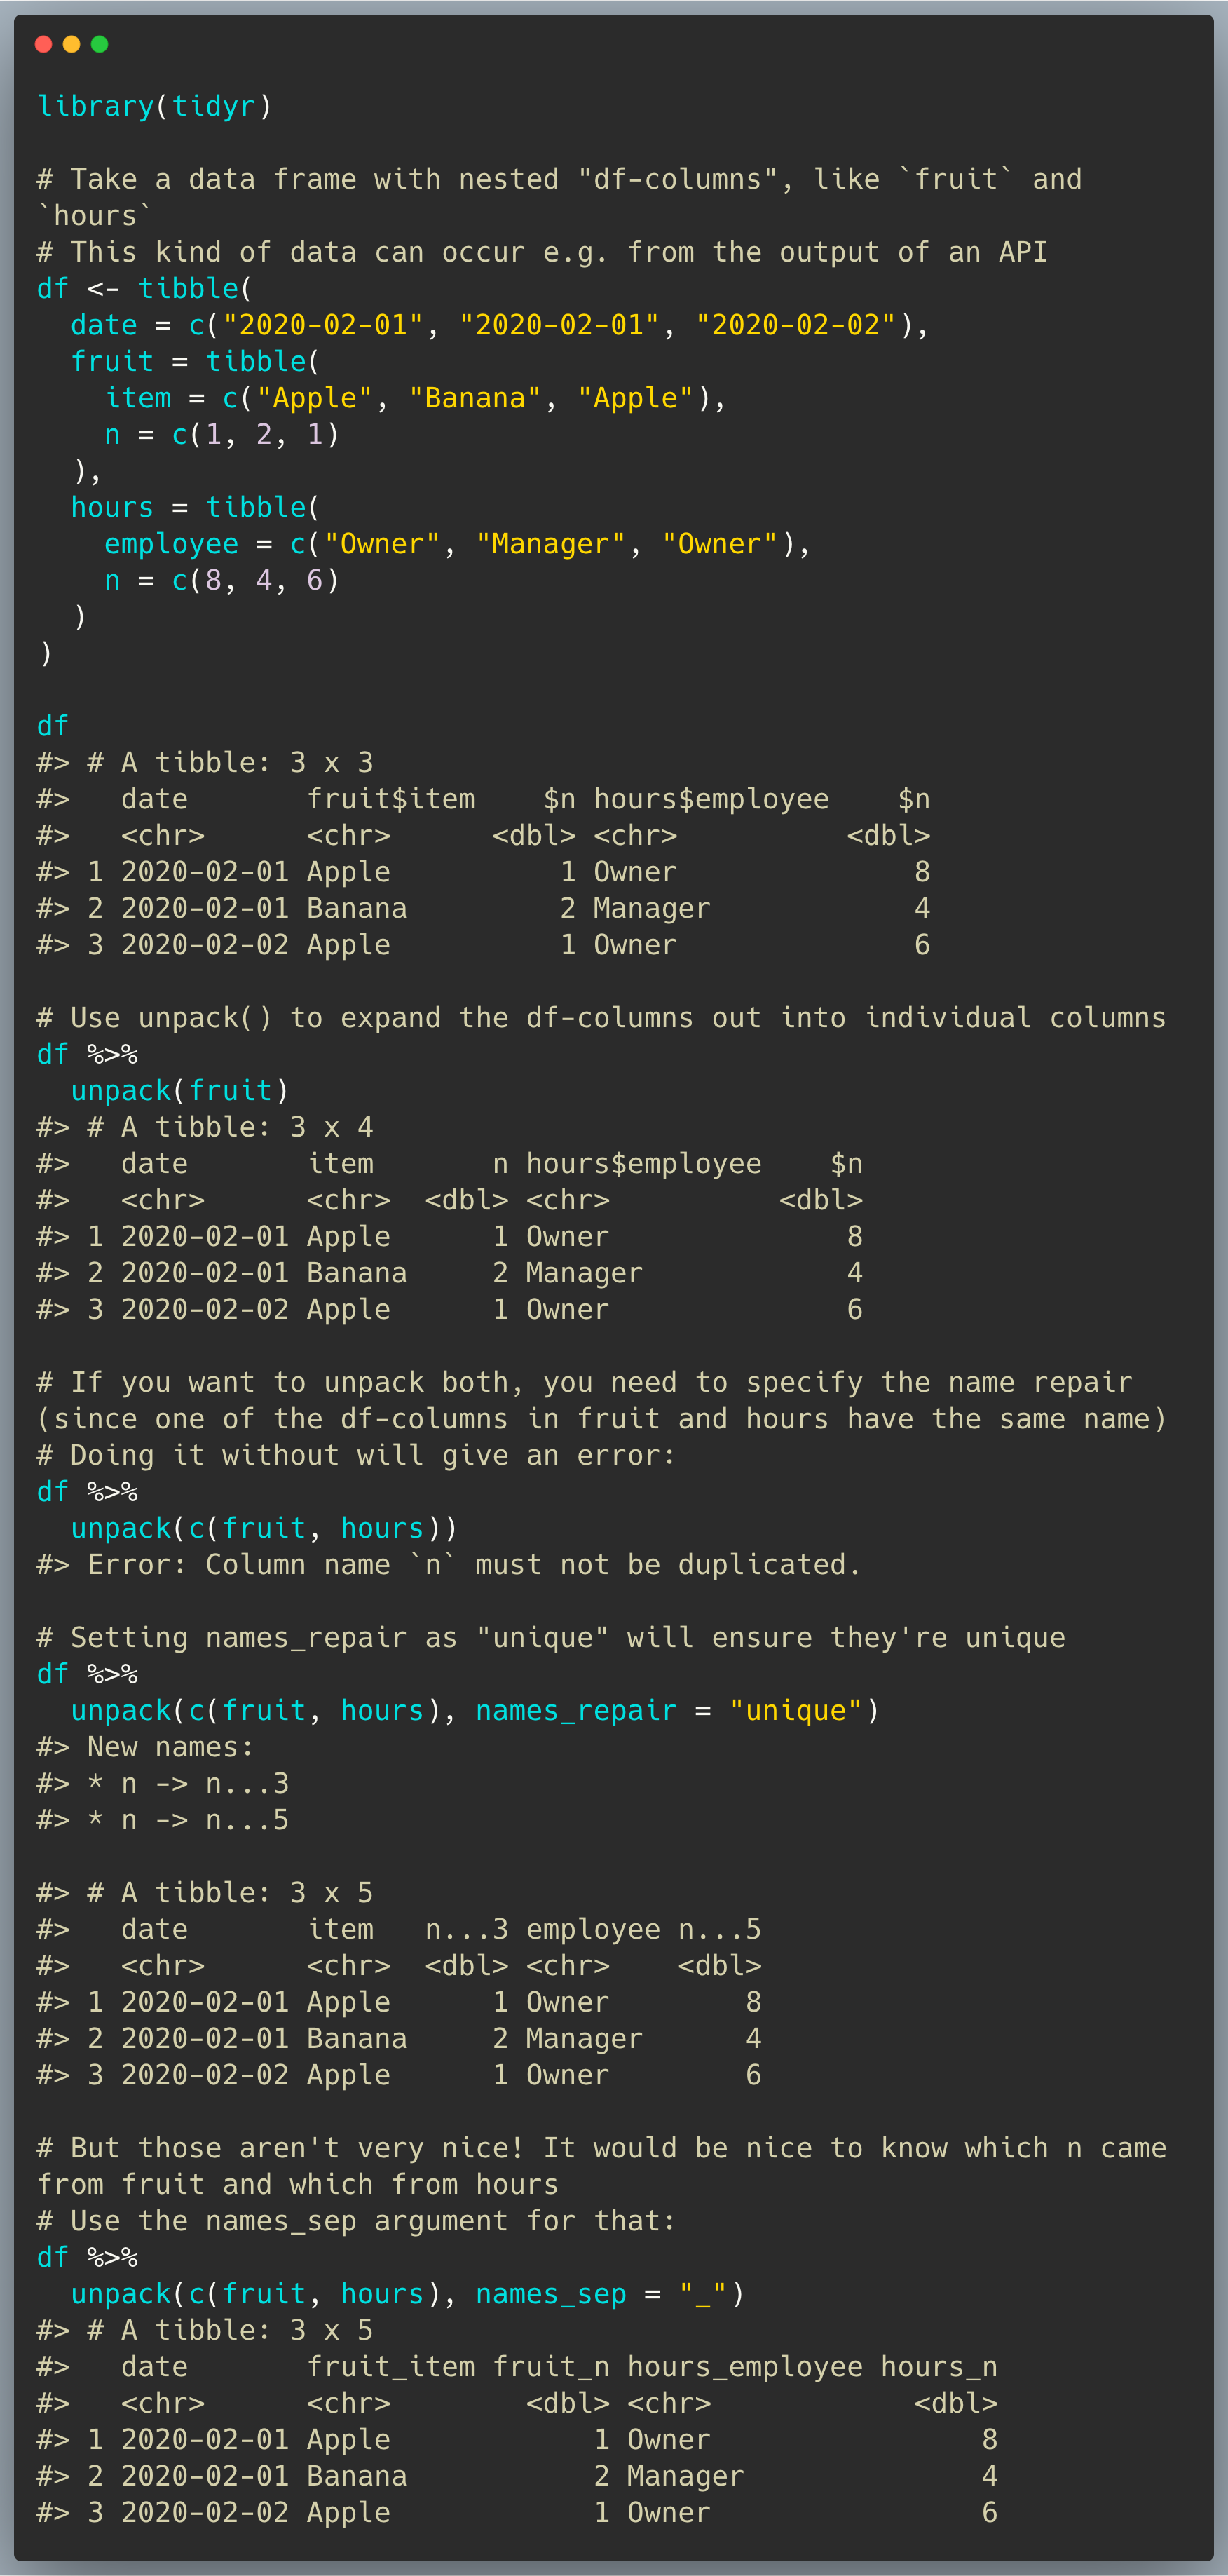 library(tidyr)

# Take a data frame with nested "df-columns", like `fruit` and
`hours`
# This kind of data can occur e.g. from the output of an API
df <- tibble(
  date = c("2020-02-01", "2020-02-01", "2020-02-02"),
  fruit = tibble(
    item = c("Apple", "Banana", "Apple"),
    n = c(1, 2, 1)
  ),
  hours = tibble(
    employee = c("Owner", "Manager", "Owner"),
    n = c(8, 4, 6)
  )
)

df
#> # A tibble: 3 x 3
#>   date       fruit$item    $n hours$employee    $n
#>   <chr>      <chr>      <dbl> <chr>          <dbl>
#> 1 2020-02-01 Apple          1 Owner              8
#> 2 2020-02-01 Banana         2 Manager            4
#> 3 2020-02-02 Apple          1 Owner              6

# Use unpack() to expand the df-columns out into individual columns
df %>%
  unpack(fruit)
#> # A tibble: 3 x 4
#>   date       item       n hours$employee    $n
#>   <chr>      <chr>  <dbl> <chr>          <dbl>
#> 1 2020-02-01 Apple      1 Owner              8
#> 2 2020-02-01 Banana     2 Manager            4
#> 3 2020-02-02 Apple      1 Owner              6

# If you want to unpack both, you need to specify the name repair
(since one of the df-columns in fruit and hours have the same name)
# Doing it without will give an error:
df %>%
  unpack(c(fruit, hours))
#> Error: Column name `n` must not be duplicated.

# Setting names_repair as "unique" will ensure they're unique
df %>%
  unpack(c(fruit, hours), names_repair = "unique")
#> New names:
#> * n -> n...3
#> * n -> n...5

#> # A tibble: 3 x 5
#>   date       item   n...3 employee n...5
#>   <chr>      <chr>  <dbl> <chr>    <dbl>
#> 1 2020-02-01 Apple      1 Owner        8
#> 2 2020-02-01 Banana     2 Manager      4
#> 3 2020-02-02 Apple      1 Owner        6

# But those aren't very nice! It would be nice to know which n came
from fruit and which from hours
# Use the names_sep argument for that:
df %>%
  unpack(c(fruit, hours), names_sep = "_")
#> # A tibble: 3 x 5
#>   date       fruit_item fruit_n hours_employee hours_n
#>   <chr>      <chr>        <dbl> <chr>            <dbl>
#> 1 2020-02-01 Apple            1 Owner                8
#> 2 2020-02-01 Banana           2 Manager              4
#> 3 2020-02-02 Apple            1 Owner                6